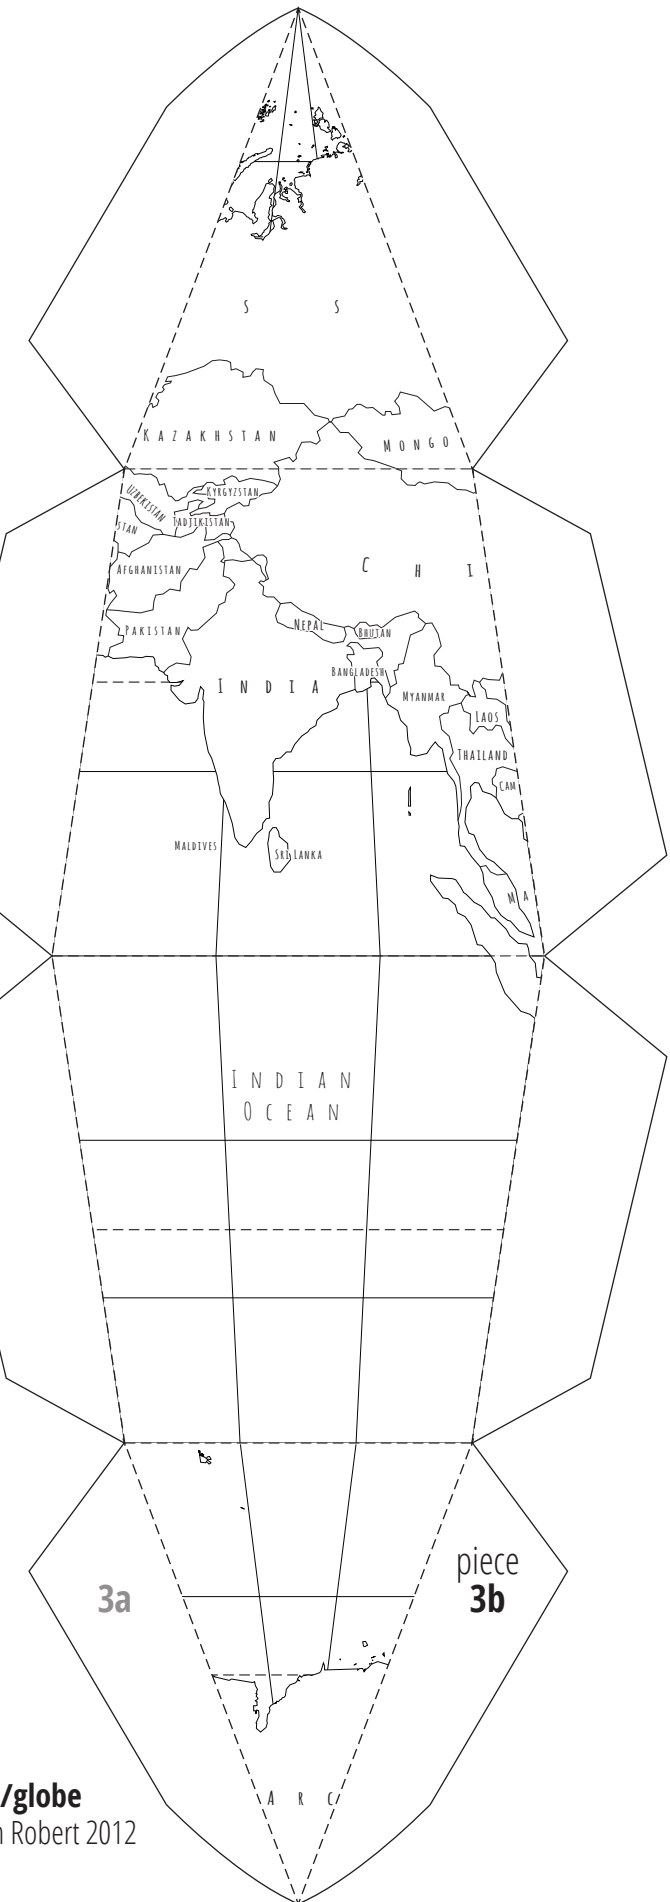 S S
KAZAKHSTAN
MONGO
UZBEKISTAN
KYRGYZSTAN
STAN
TADJIKISTAN
AFGHANISTAN
C H I
PAKISTAN
NEPAL
BHUTAN
BANGLADESH
INDIA
MYANMAR
LAOS
THAILAND
CAM
MALDIVES
SRI LANKA
M A
INDIAN
OCEAN
piece
3a
3b
A R C
/globe
n Robert 2012